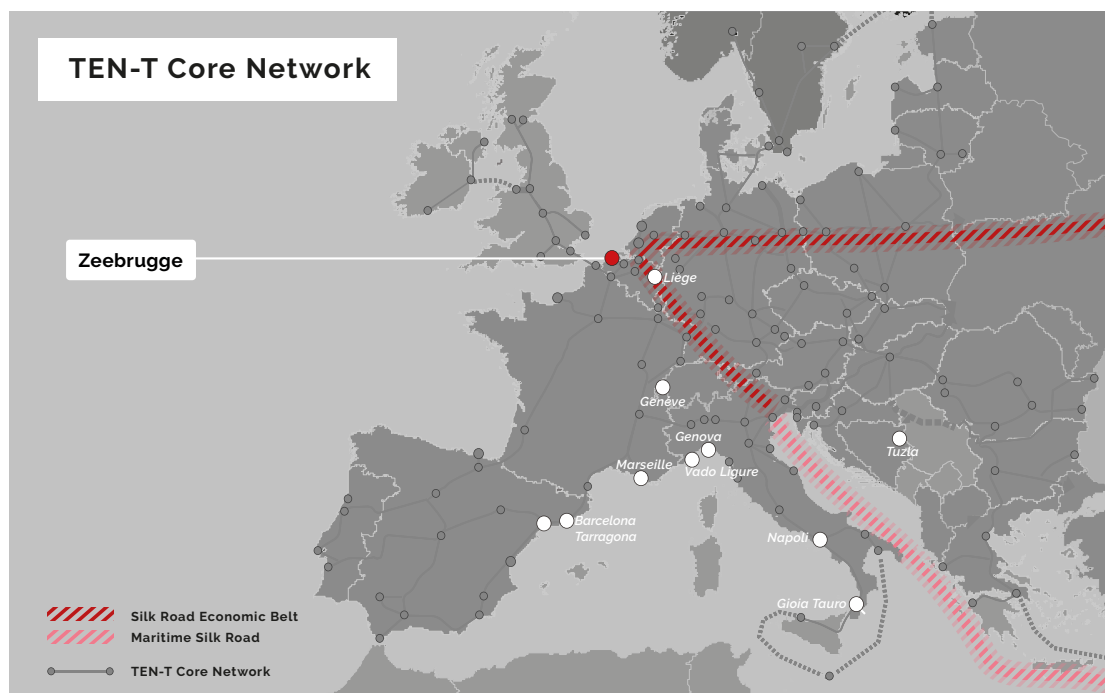 TEN-T Core Network
Zeebrugge
Liège
Genève
Genova
Vado Ligure
Marseille
Tuzla
Barcelona
Tarragona
Napoli
Gioia Tauro
Silk Road Economic Belt
Maritime Silk Road
TEN-T Core Network